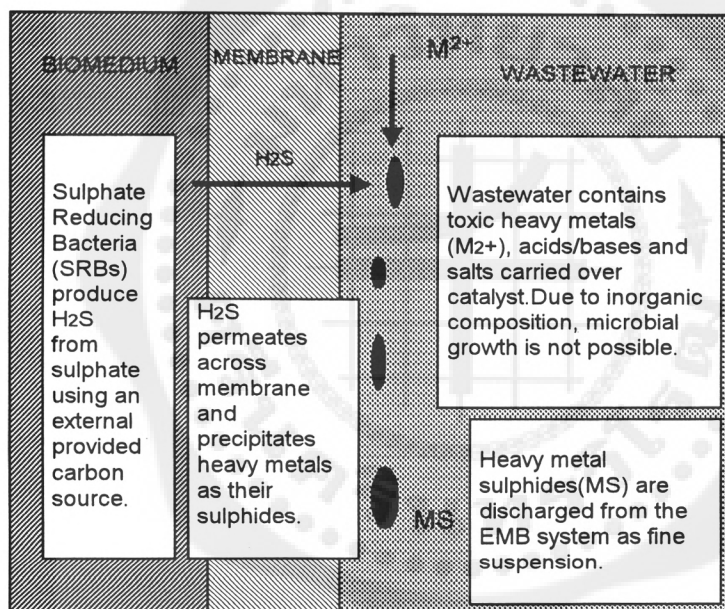 BIOMEDIUM
MEMBRANE
M2+
WASTEWATER
H2S
Sulphate
Reducing
Bacteria
(SRBs)
produce
H2S
from
sulphate
using an
external
provided
carbon
source.
H2S
permeates
across
membrane
and
precipitates
heavy metals
as their
sulphides.
Wastewater contains
toxic heavy metals
(M2+), acids/bases and
salts carried over
catalyst.Due to inorganic
composition, microbial
growth is not possible.
MS
Heavy metal
sulphides(MS) are
discharged from the
EMB system as fine
suspension.